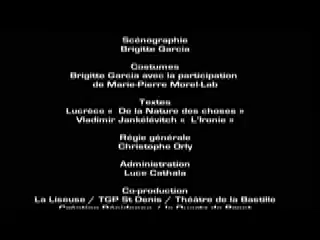 Scénographie
Brigitte Garcia
Costumes
Brigitte Garcia avec la participation
de Marie-Pierre Morel-Lab
Textes
Lucrèce « De la Nature des choses »
Vladimir Jankélévitch « L'Ironie »
Régie générale
Christophe Orly
Administration
Luce Cathala
Co-production
La Liseuse / TGP St Denis / Théâtre de la Bastille